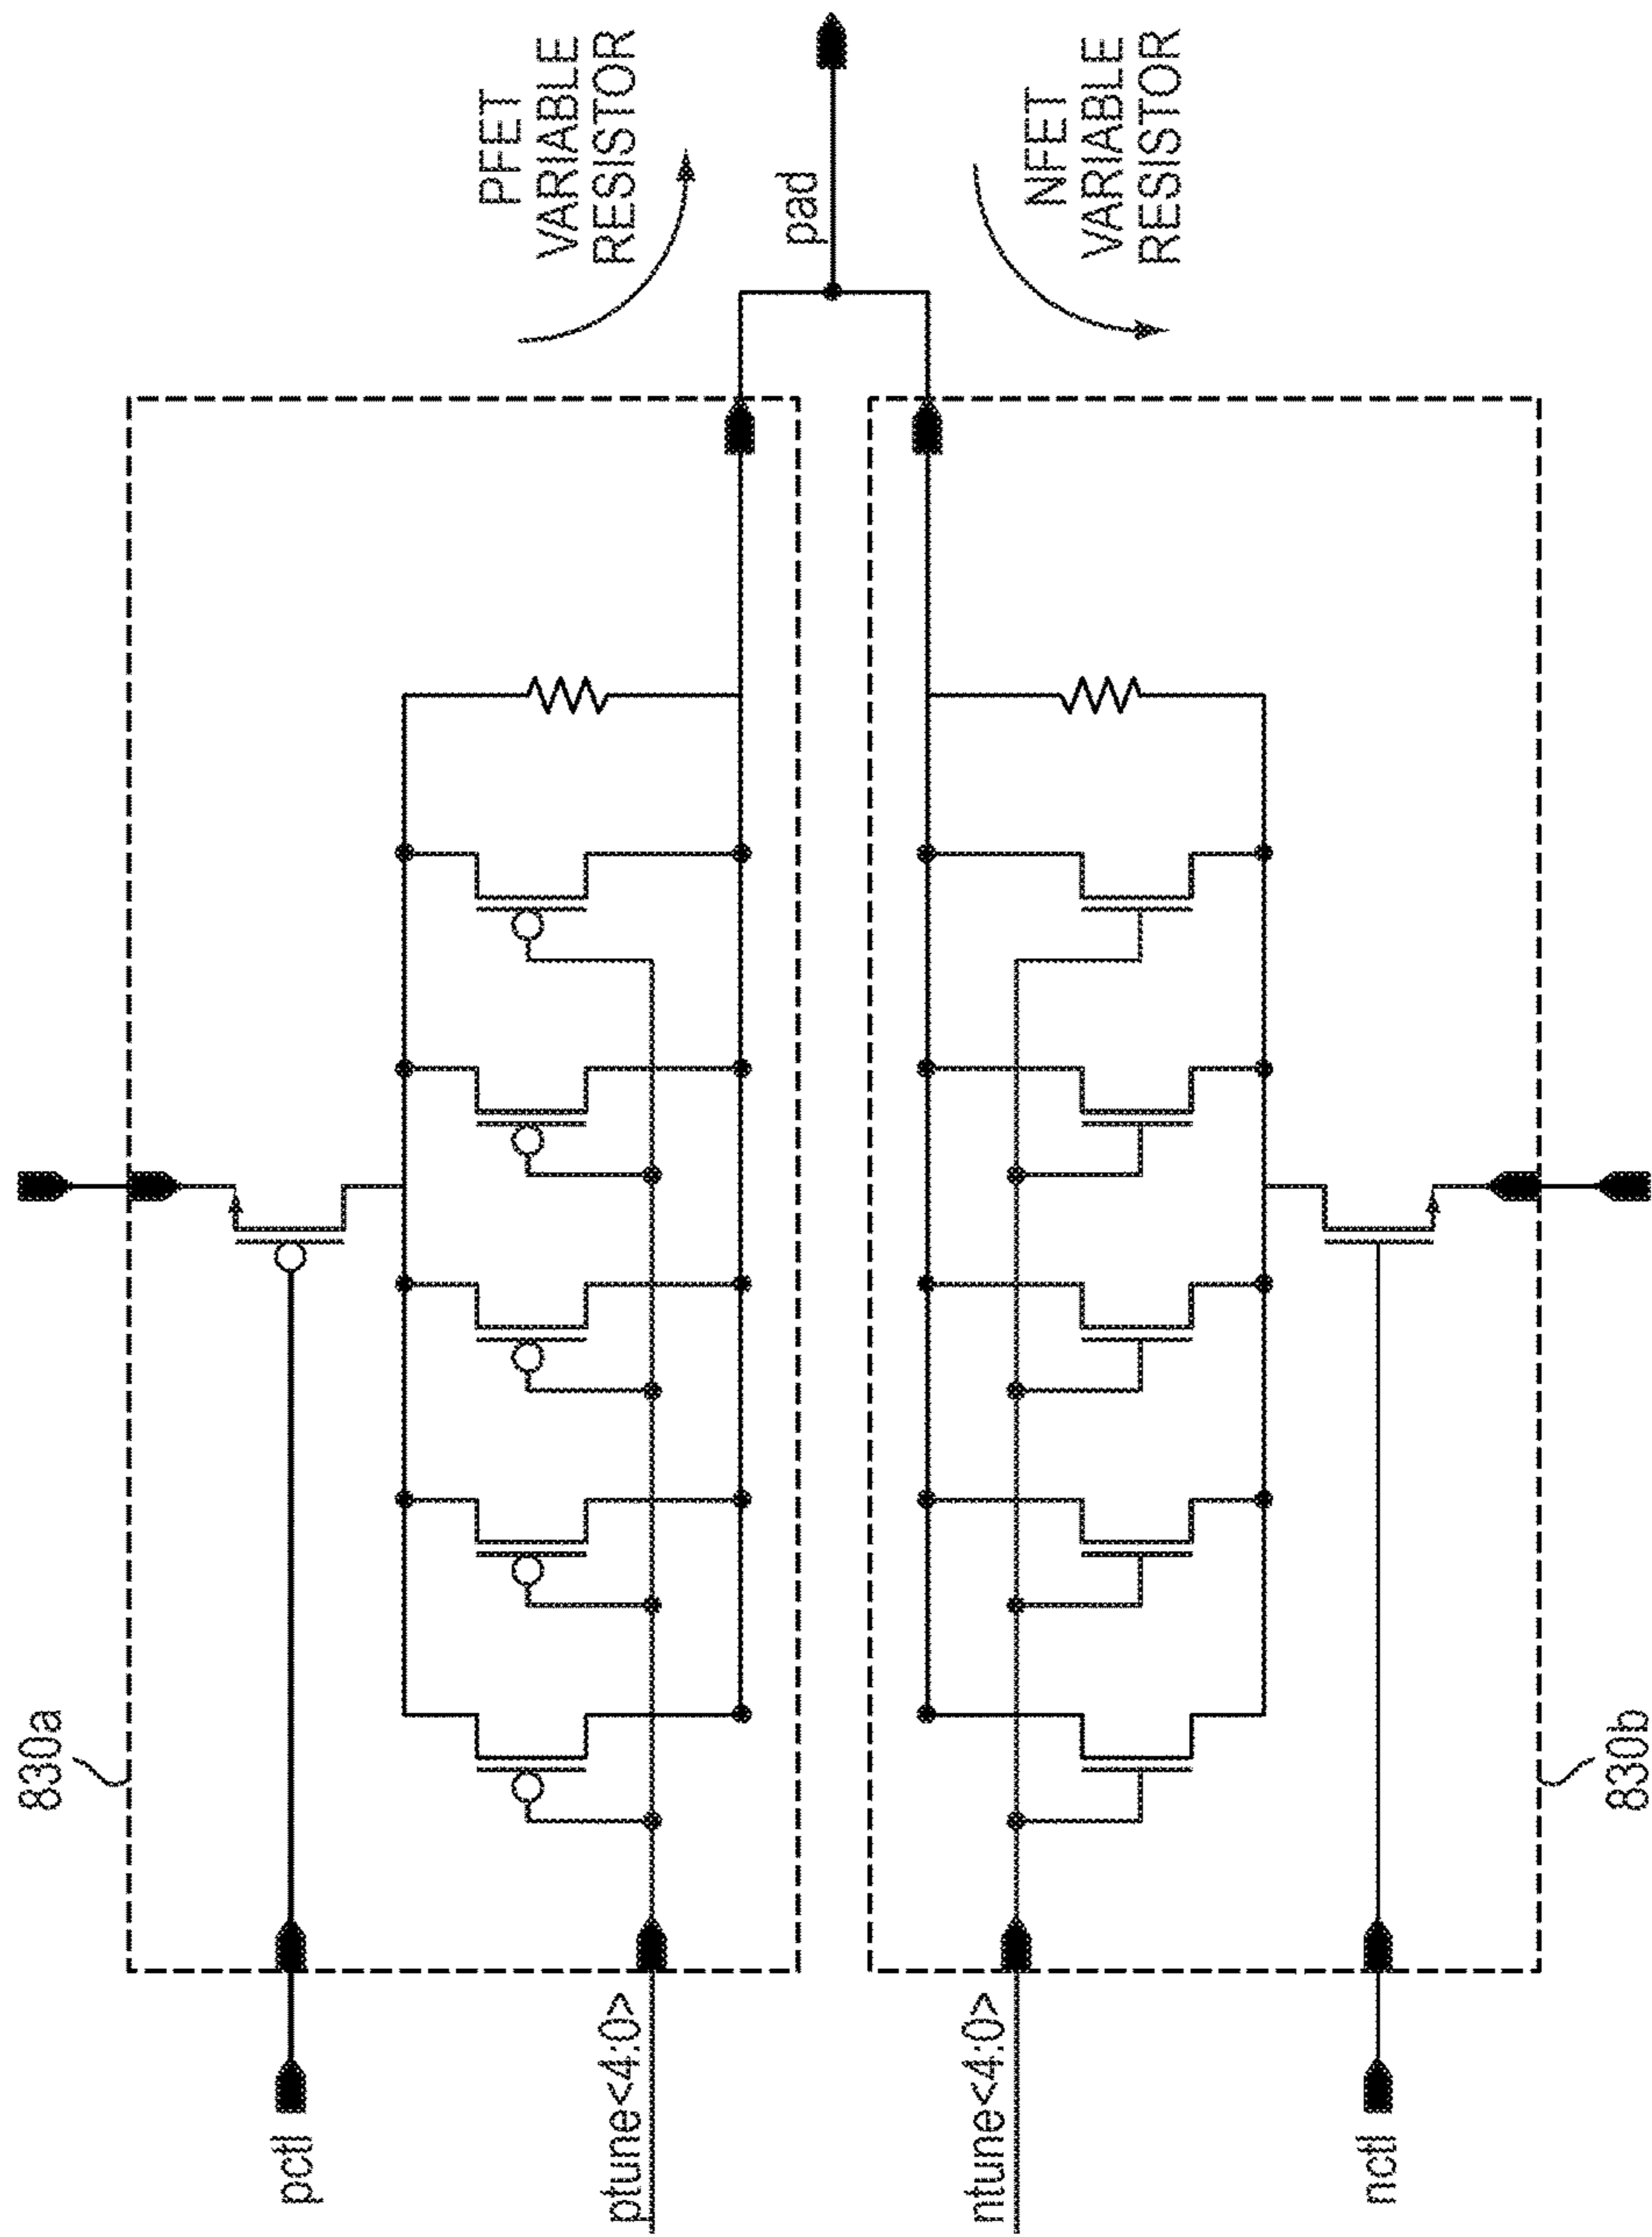 830a
pctl
ptune<4:0>
PFET
VARIABLE
RESISTOR
pad
NFET
VARIABLE
RESISTOR
ntune<4:0>
nctl
830b